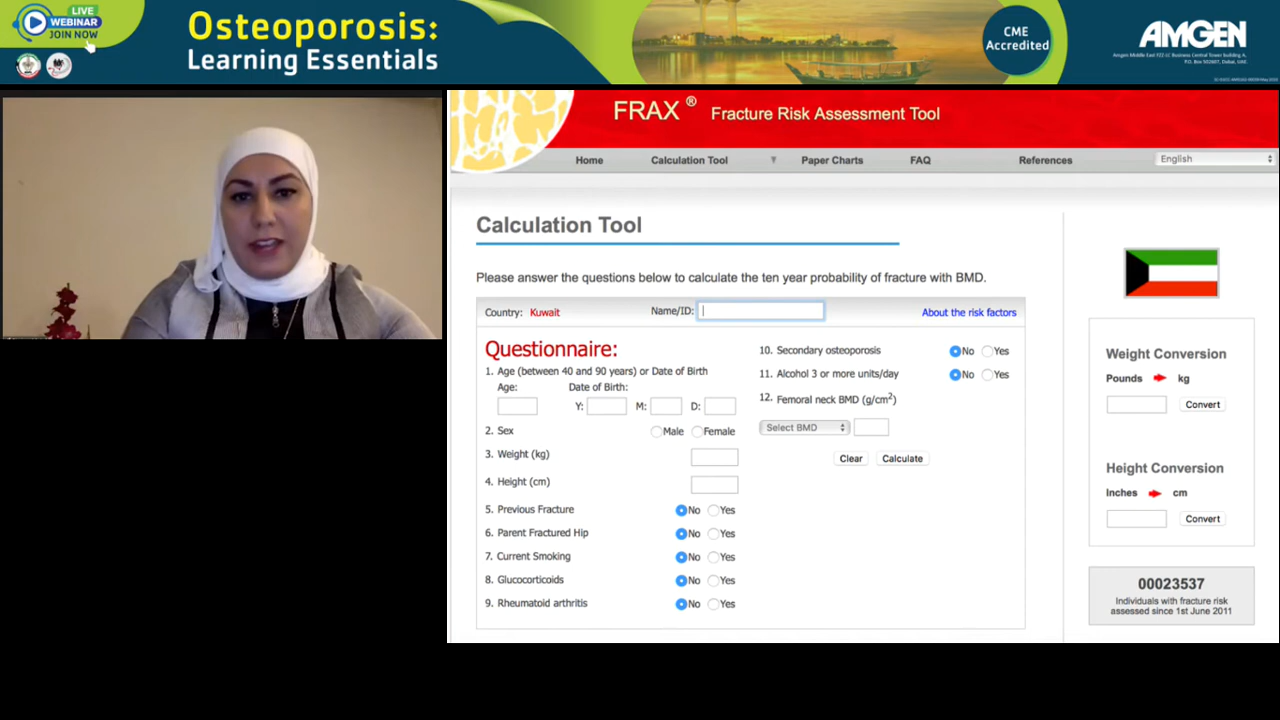 LIVE
WEBINAR
JOIN NOW
Osteoporosis:
Learning Essentials
CME
Accredited
AMGEN
FRAX ® Fracture Risk Assessment Tool
Home Calculation Tool ▼ Paper Charts FAQ References English
Calculation Tool
Please answer the questions below to calculate the ten year probability of fracture with BMD.
Country: Kuwait Name/ID: About the risk factors
Questionnaire:
1. Age (between 40 and 90 years) or Date of Birth
Age: Date of Birth:
Y: M: D:
2. Sex Male Female
3. Weight (kg)
4. Height (cm)
5. Previous Fracture No Yes
6. Parent Fractured Hip No Yes
7. Current Smoking No Yes
8. Glucocorticoids No Yes
9. Rheumatoid arthritis No Yes
10. Secondary osteoporosis No Yes
11. Alcohol 3 or more units/day No Yes
12. Femoral neck BMD (g/cm²)
Select BMD
Clear Calculate
Weight Conversion
Pounds kg
Convert
Height Conversion
Inches cm
Convert
00023537
Individuals with fracture risk
assessed since 1st June 2011